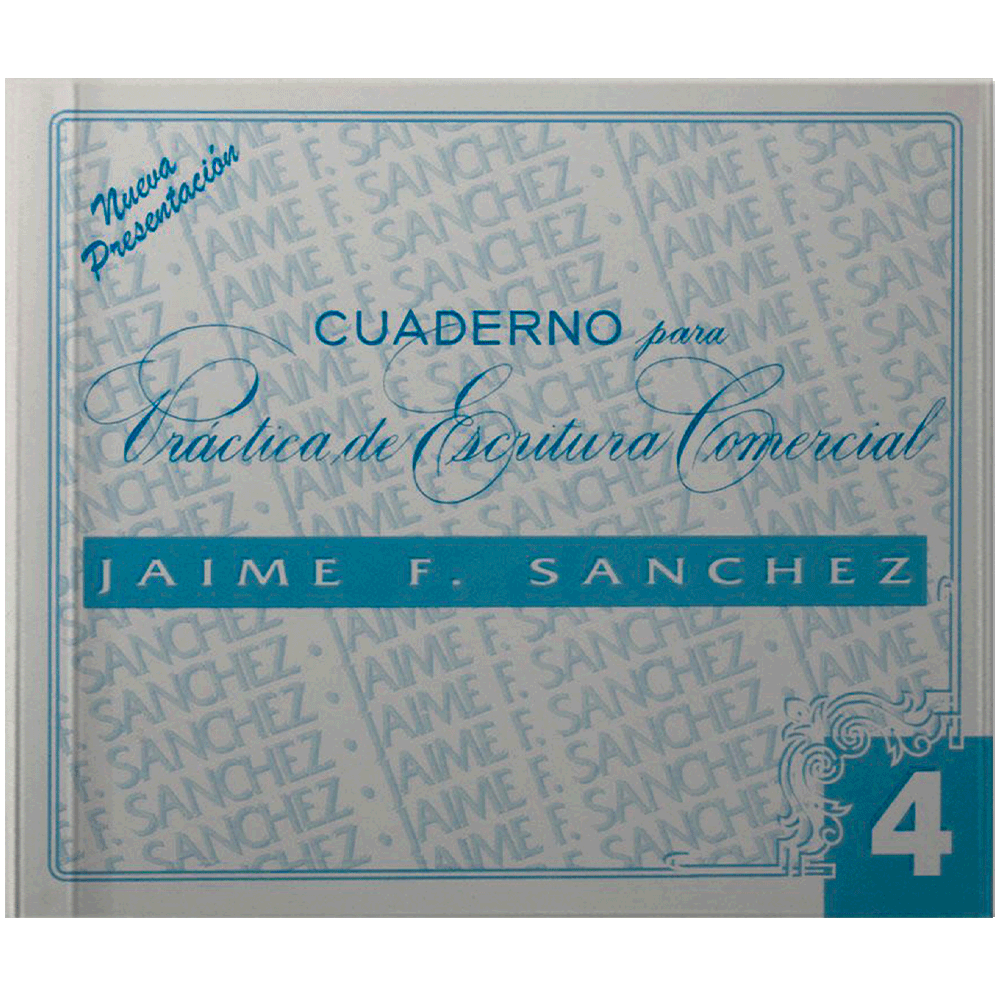 Nueva
Presentación
CUADERNO para
Práctica de Escritura Comercial
JAIME F. SANCHEZ
4